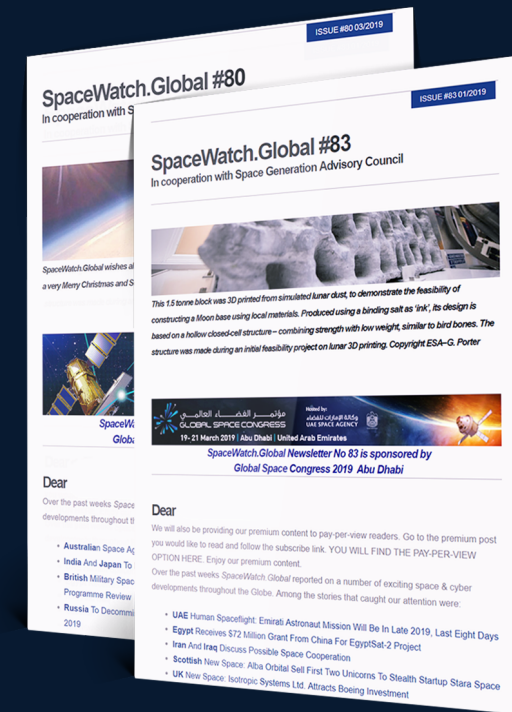 ISSUE #80 03/2019
SpaceWatch.Global #80
In cooperation with S
SpaceWatch.Global wishes al
a very Merry Christmas and S
SpaceW
Globa
Dear
Over the past weeks Space
developments throughout th
• Australian Space Ag
• India And Japan To
• British Military Spac
Programme Review
• Russia To Decommi
2019
ISSUE #83 01/2019
SpaceWatch.Global #83
In cooperation with Space Generation Advisory Council
This 1.5 tonne block was 3D printed from simulated lunar dust, to demonstrate the feasibility of
constructing a Moon base using local materials. Produced using a binding salt as ‘ink’, its design is
based on a hollow closed-cell structure – combining strength with low weight, similar to bird bones. The
structure was made during an initial feasibility project on lunar 3D printing. Copyright ESA–G. Porter
مؤتمر الفضاء العالمي
GLOBAL SPACE CONGRESS
19- 21 March 2019 | Abu Dhabi | United Arab Emirates
Hosted by:
وكالة الإمارات للفضاء
UAE SPACE AGENCY
SpaceWatch.Global Newsletter No 83 is sponsored by
Global Space Congress 2019 Abu Dhabi
Dear
We will also be providing our premium content to pay-per-view readers. Go to the premium post
you would like to read and follow the subscribe link. YOU WILL FIND THE PAY-PER-VIEW
OPTION HERE. Enjoy our premium content.
Over the past weeks SpaceWatch Global reported on a number of exciting space & cyber
developments throughout the Globe. Among the stories that caught our attention were:
• UAE Human Spaceflight: Emirati Astronaut Mission Will Be In Late 2019, Last Eight Days
• Egypt Receives $72 Million Grant From China For EgyptSat-2 Project
• Iran And Iraq Discuss Possible Space Cooperation
• Scottish New Space: Alba Orbital Sell First Two Unicorns To Stealth Startup Stara Space
• UK New Space: Isotropic Systems Ltd. Attracts Boeing Investment